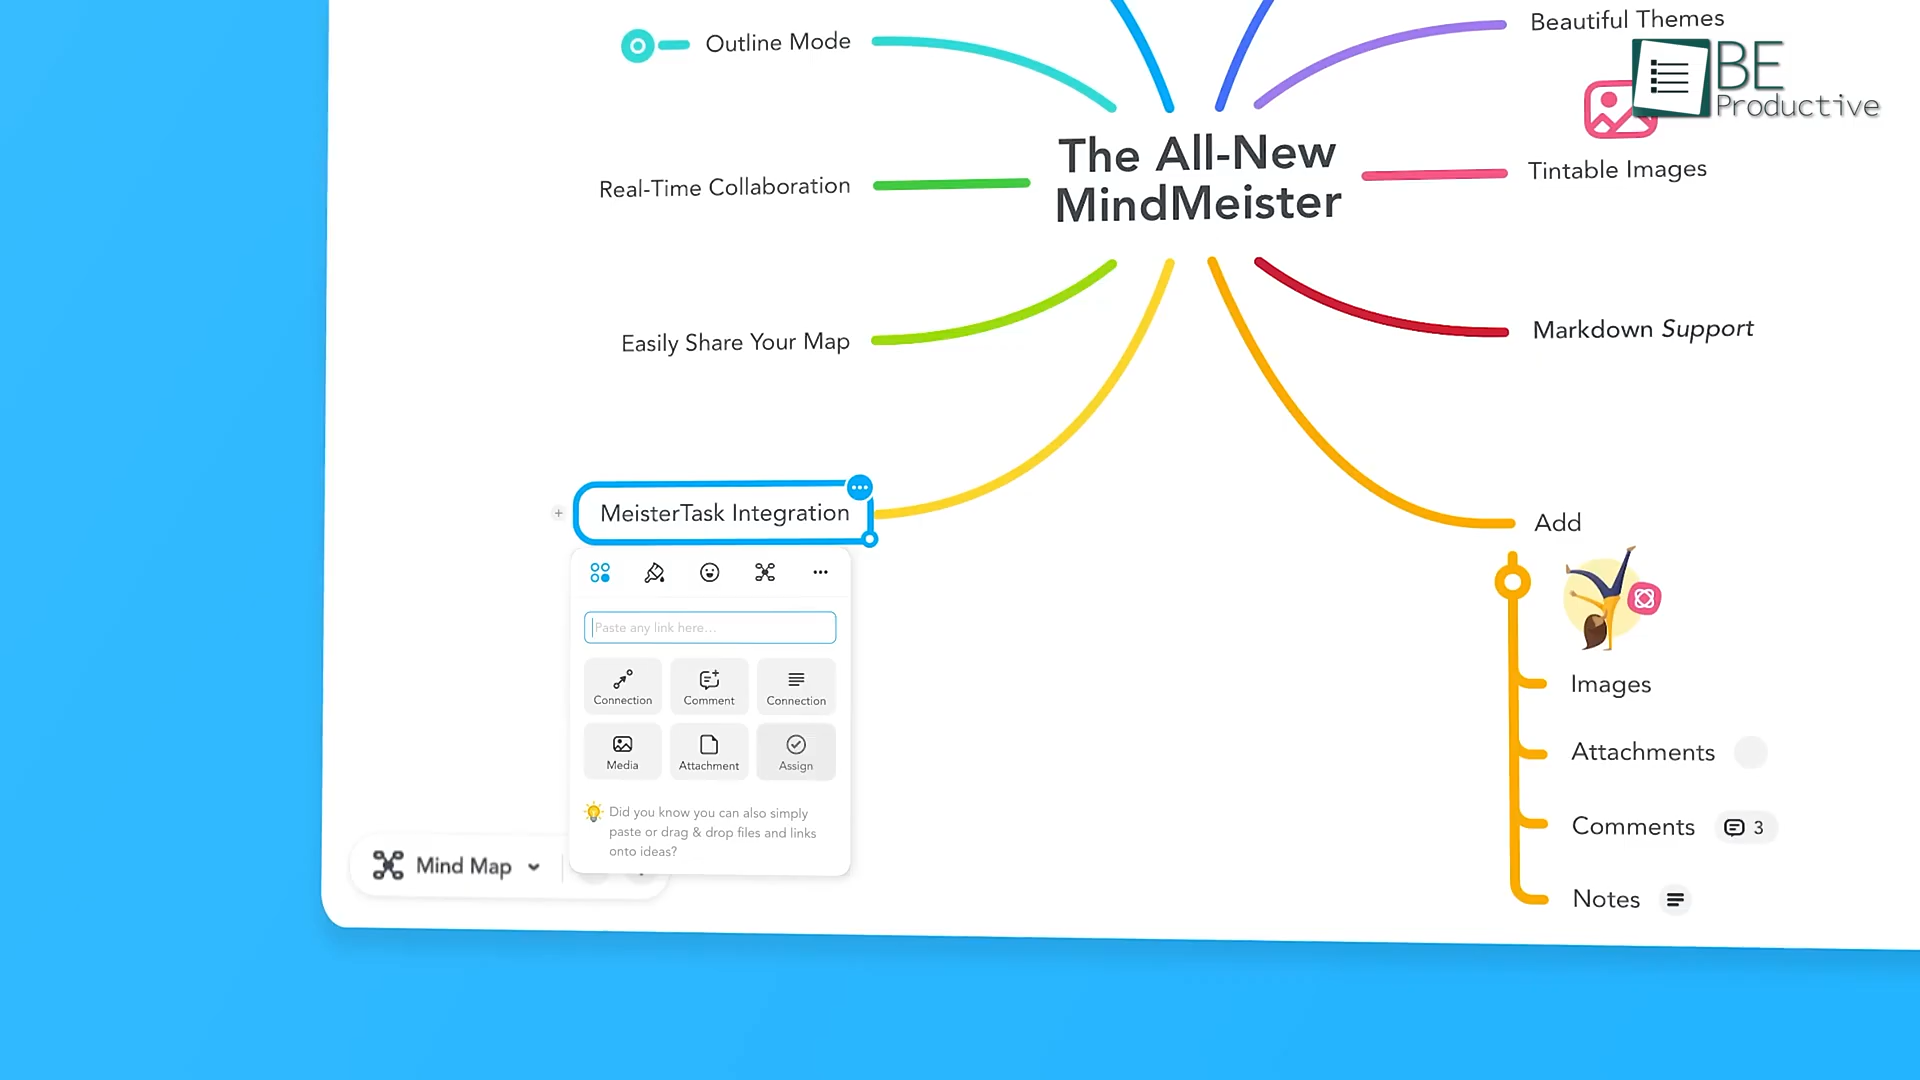 Outline Mode
Beautiful Themes
BE
Productive
The All-New
MindMeister
Tintable Images
Real-Time Collaboration
Easily Share Your Map
Markdown Support
MeisterTask Integration
Add
Paste any link here...
Connection
Comment
Connection
Media
Attachment
Assign
Did you know you can also simply
paste or drag & drop files and links
onto ideas?
Mind Map
Images
Attachments
Comments 3
Notes